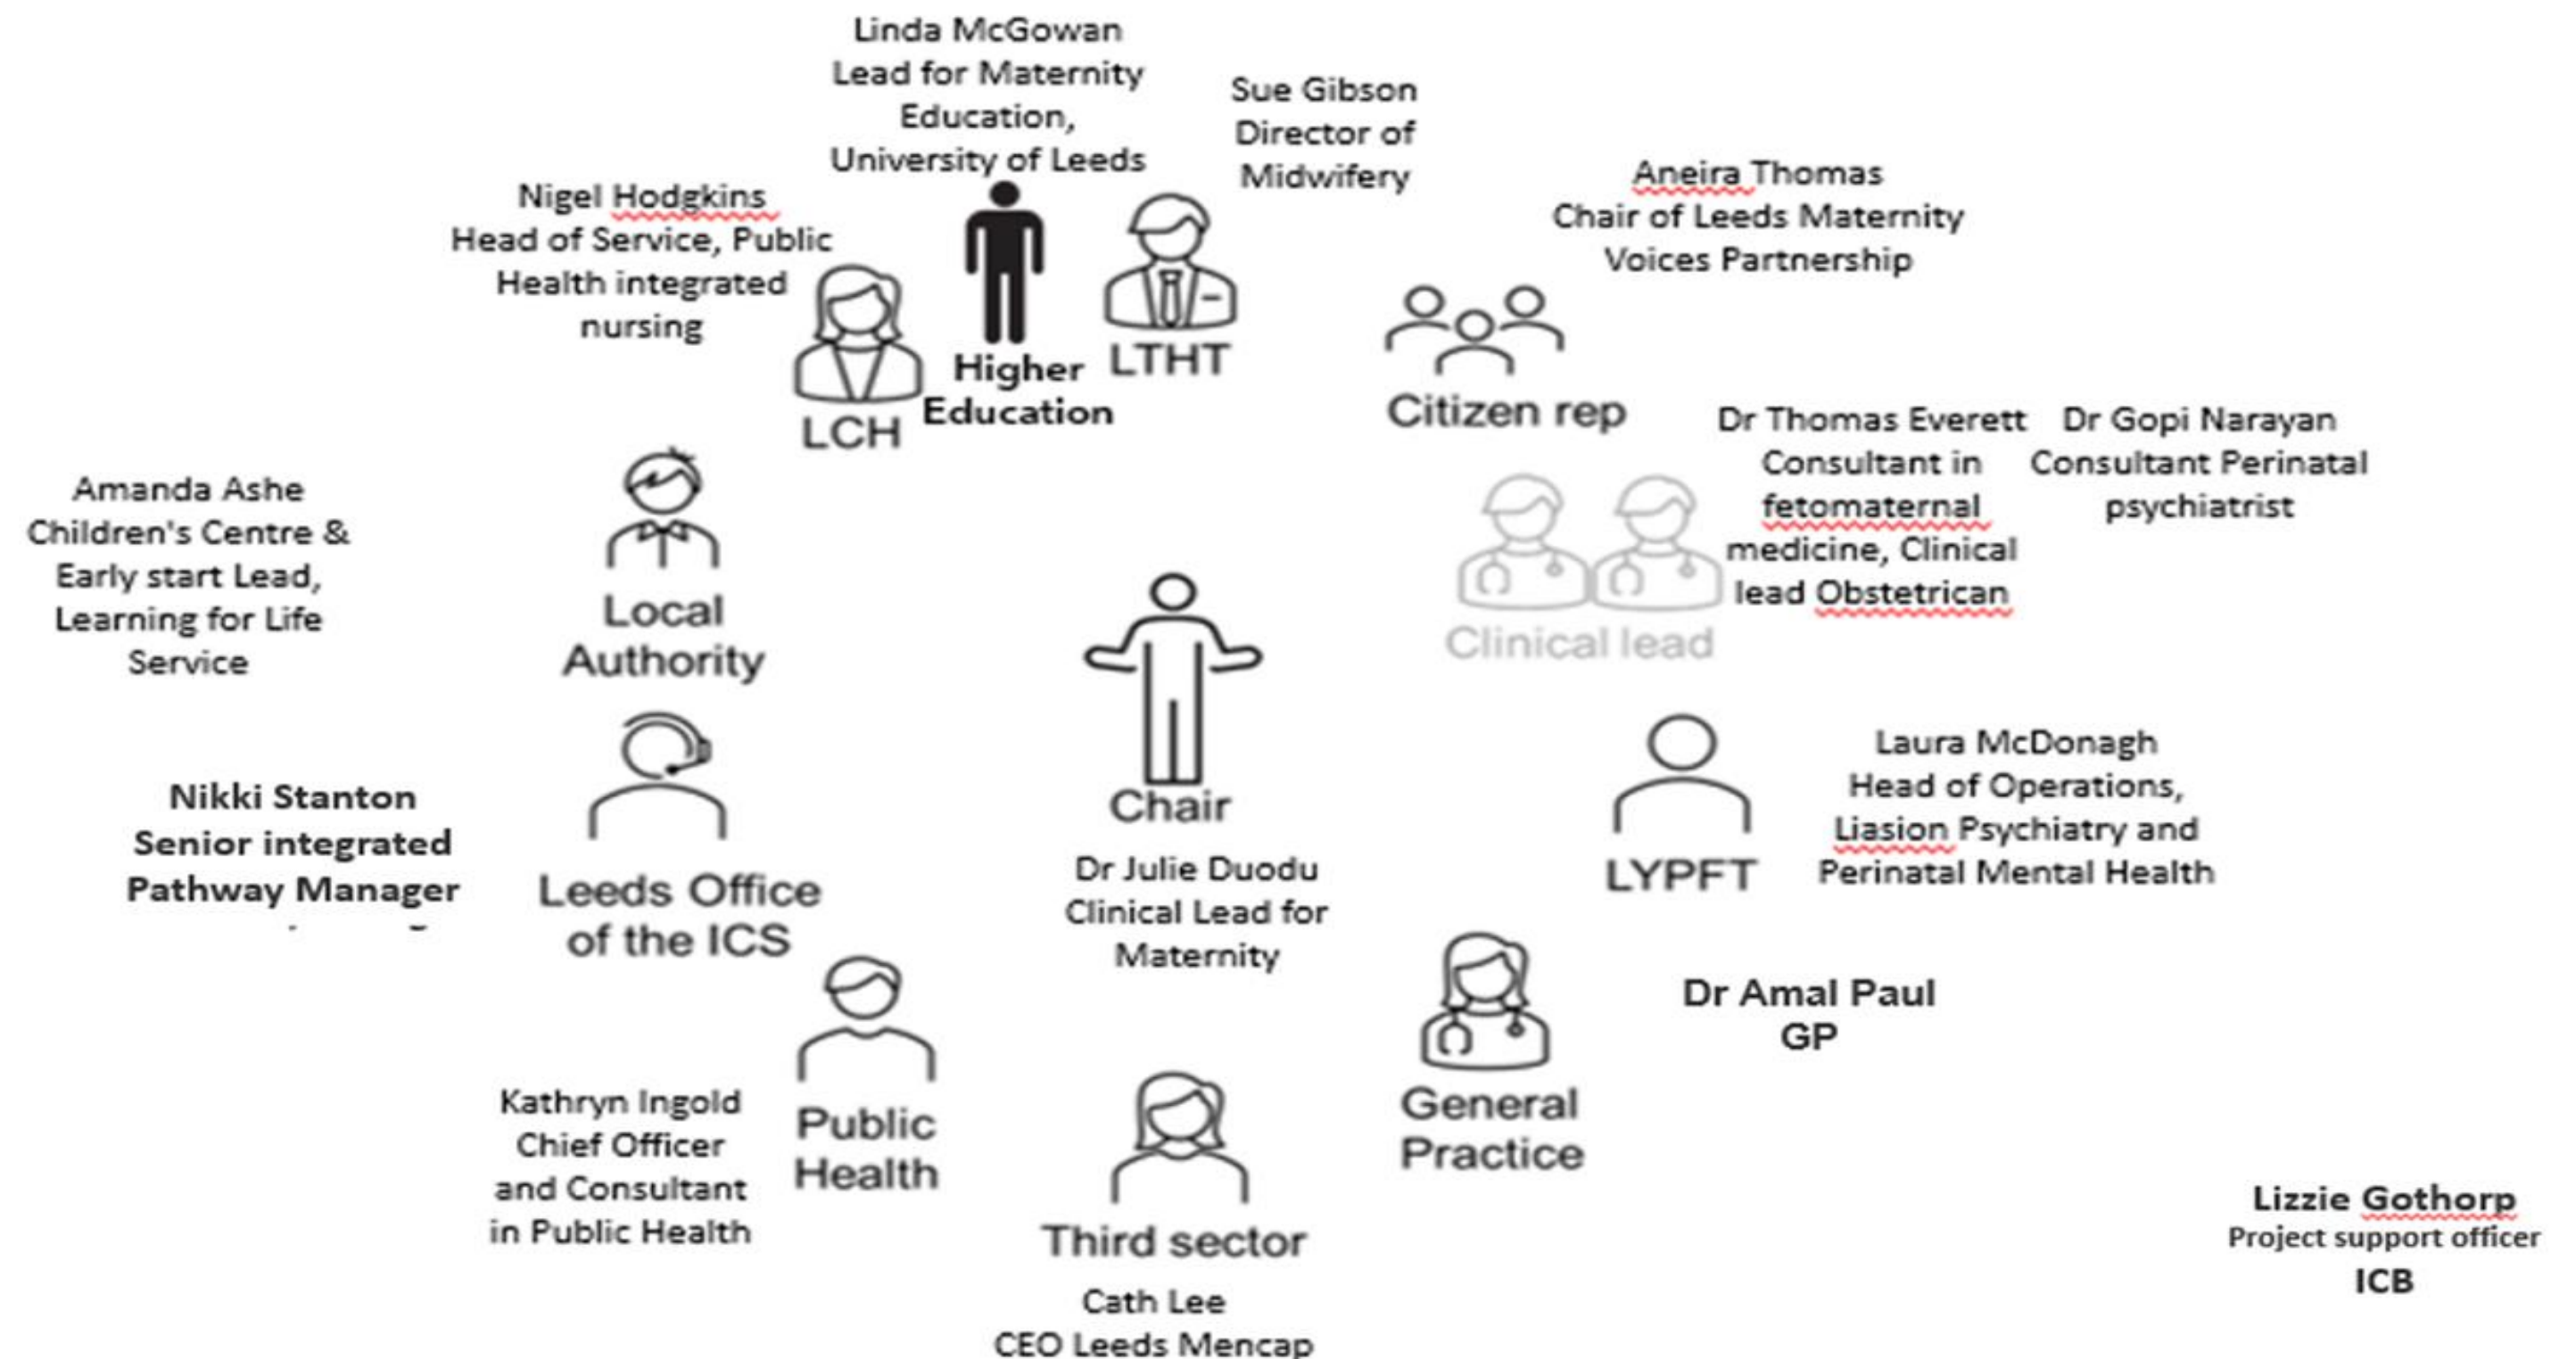 Linda McGowan
Lead for Maternity
Education,
University of Leeds
Higher
Education
Sue Gibson
Director of
Midwifery
LTHT
Nigel Hodgkins
Head of Service, Public
Health integrated
nursing
LCH
Aneira Thomas
Chair of Leeds Maternity
Voices Partnership
Citizen rep
Dr Thomas Everett
Consultant in
fetomaternal
medicine, Clinical
lead Obstetrican
Dr Gopi Narayan
Consultant Perinatal
psychiatrist
Clinical lead
Amanda Ashe
Children's Centre &
Early start Lead,
Learning for Life
Service
Local
Authority
Chair
Dr Julie Duodu
Clinical Lead for
Maternity
Laura McDonagh
Head of Operations,
Liasion Psychiatry and
Perinatal Mental Health
LYPFT
Nikki Stanton
Senior integrated
Pathway Manager
Leeds Office
of the ICS
Dr Amal Paul
GP
General
Practice
Kathryn Ingold
Chief Officer
and Consultant
in Public Health
Public
Health
Third sector
Cath Lee
CEO Leeds Mencap
Lizzie Gothorp
Project support officer
ICB